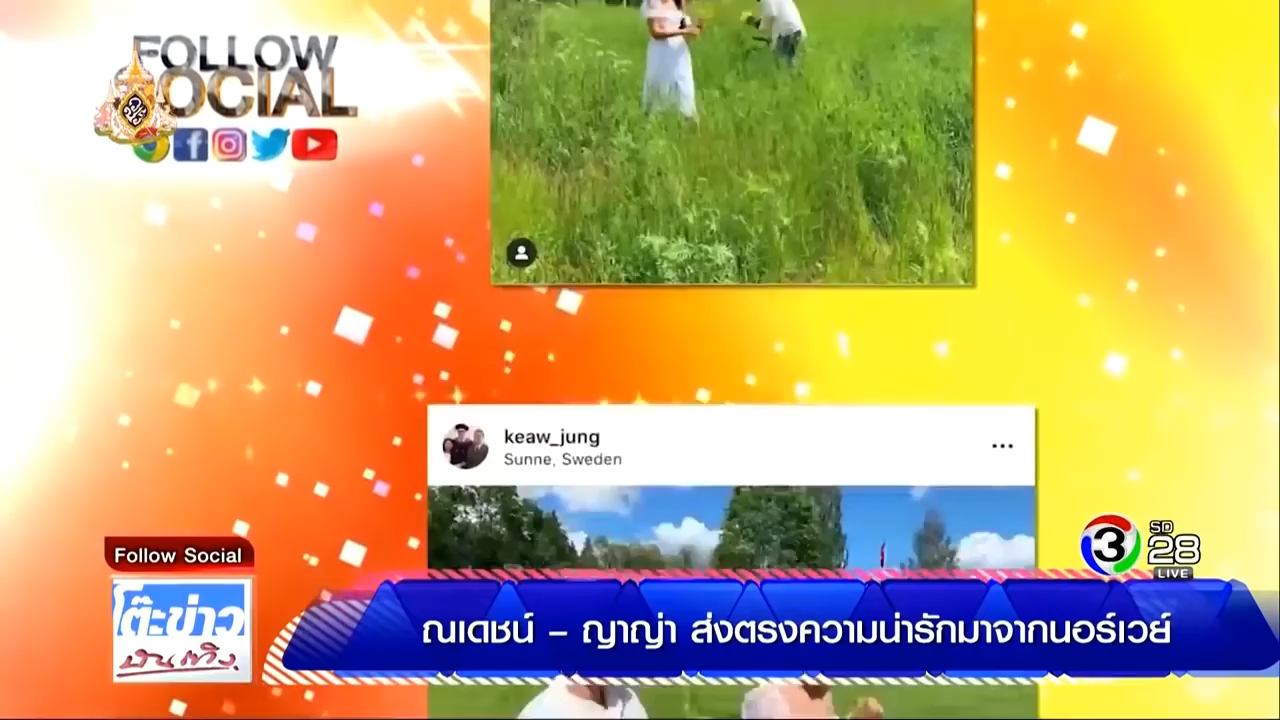 FOLLOW
SOCIAL
keaw_jung
Sunne, Sweden
3
SD
28
LIVE
Follow Social
โต๊ะข่าว
บันเทิง
ณเดชน์ – ญาญ่า ส่งตรงความน่ารักมาจากนอร์เวย์